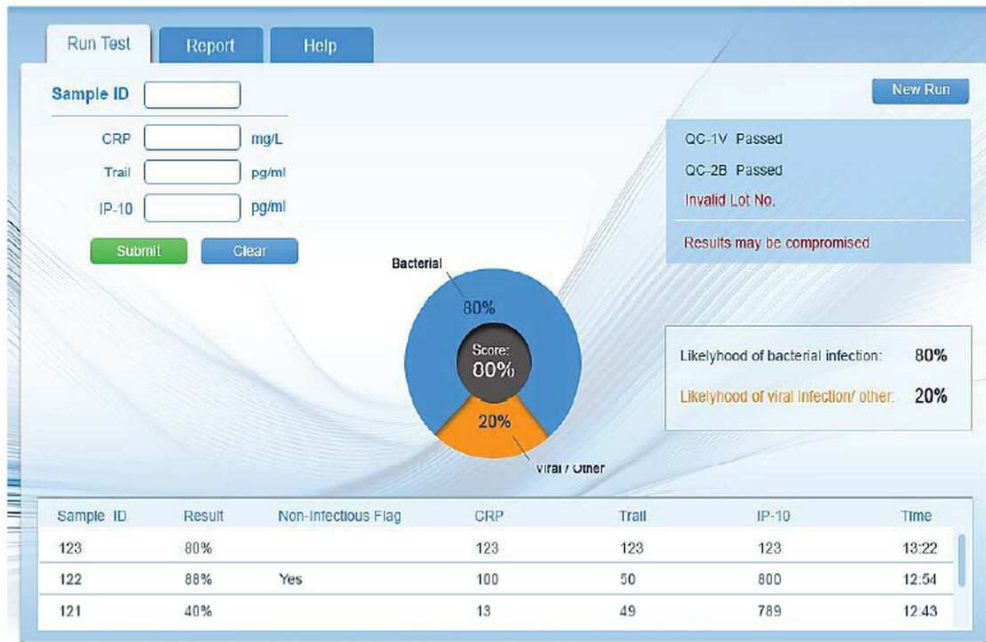 Run Test
Report
Help
Sample ID
New Run
CRP mg/L
Trail pg/ml
IP-10 pg/ml
Submit
Clear
QC-1V Passed
QC-2B Passed
Invalid Lot No.
Results may be compromised
Bacterial
80%
Score:
80%
20%
Viral / Other
Likelyhood of bacterial infection: 80%
Likelyhood of viral infection/ other: 20%
Sample ID Result Non-Infectious Flag CRP Trail IP-10 Time
123 80% 123 123 123 13:22
122 88% Yes 100 50 800 12:54
121 40% 13 49 789 12:43